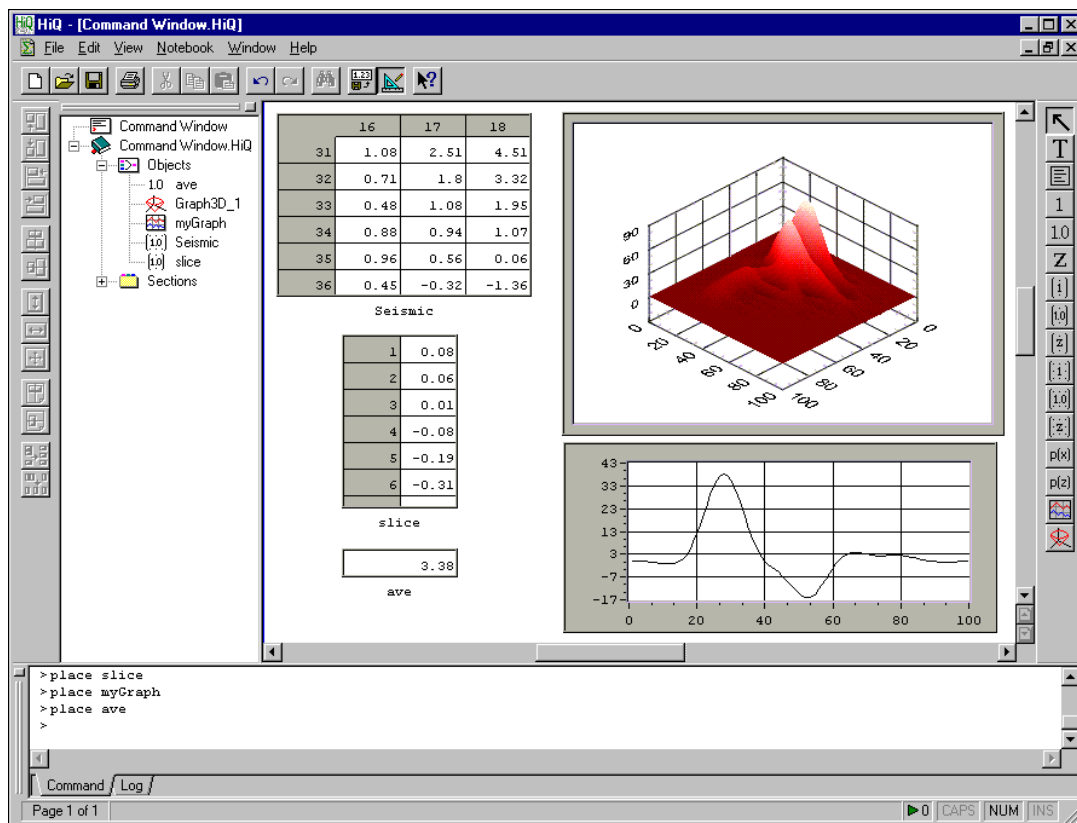 HiQ - [Command Window.HiQ]
File Edit View Notebook Window Help
Command Window
Command Window.HiQ
Objects
1.0 ave
Graph3D_1
myGraph
Seismic
slice
Sections
16 17 18
31 1.08 2.51 4.51
32 0.71 1.8 3.32
33 0.48 1.08 1.95
34 0.88 0.94 1.07
35 0.96 0.56 0.06
36 0.45 -0.32 -1.36
Seismic
1 0.08
2 0.06
3 0.01
4 -0.08
5 -0.19
6 -0.31
slice
3.38
ave
90
60
30
0
0 20 40 60 80 100
100 80 60 40 20 0
43
33
23
13
3
-7
-17
0 20 40 60 80 100
T
1
1.0
Z
(i)
(1.0)
(z)
[:i:]
[1.0]
[:z:]
p(x)
p(z)
>place slice
>place myGraph
>place ave
>
Command Log
Page 1 of 1
0 CAPS NUM INS